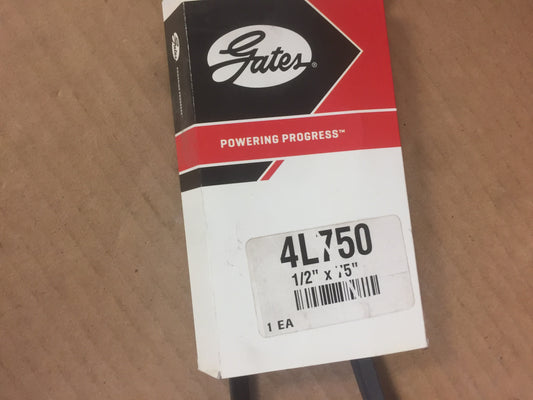 Gates®
POWERING PROGRESS™
4L750
1/2" x 75"
1 EA